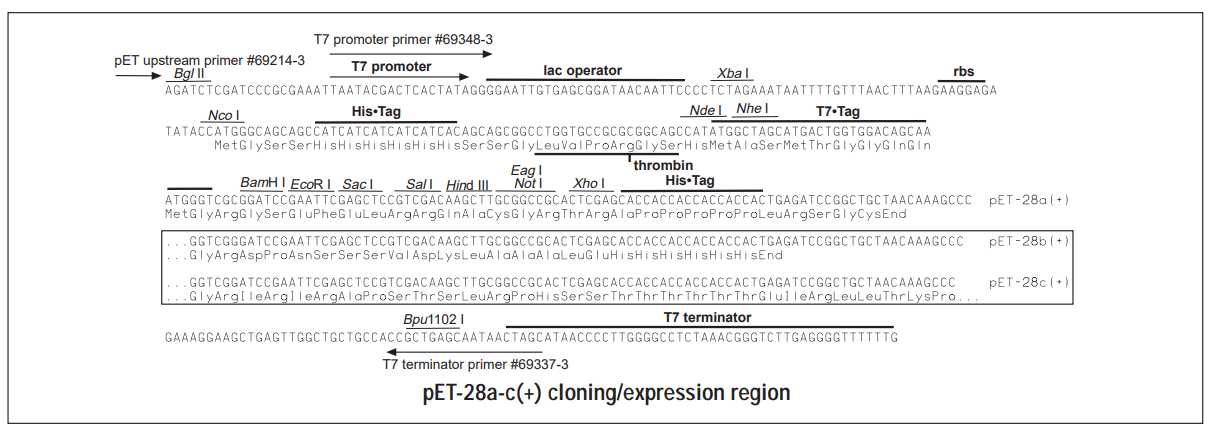 T7 promoter primer #69348-3
pET upstream primer #69214-3
Bgl II
T7 promoter
lac operator
Xba I
rbs
AGATCTCGATCCCGCGAAATTAATACGACTCACTATAGGGGAATTGTGAGCGGATAACAATTCCCCTCTAGAAATAATTTTGTTTAACTTTAAGAAGGAGA
Nco I
His•Tag
Nde I
Nhe I
T7•Tag
TATACCATGGGCAGCAGCCATCATCATCATCATCACAGCAGCGGCCTGGTGCCGCGCGGCAGCCATATGGCTAGCATGACTGGTGGACAGCAA
MetGlySerSerHisHisHisHisHisHisSerSerGlyLeuValProArgGlySerHisMetAlaSerMetThrGlyGlyGlnGln
thrombin
BamH I
EcoR I
Sac I
Sal I
Hind III
Eag I
Not I
Xho I
His•Tag
ATGGGTCGCGGATCCGAATTCGAGCTCCGTCGACAAGCTTGCGGCCGCACTCGAGCACCACCACCACCACCACTGAGATCCGGCTGCTAACAAAGCCC pET-28a(+)
MetGlyArgGlySerGluPheGluLeuArgArgGlnAlaCysGlyArgThrArgAlaProProProProProLeuArgSerGlyCysEnd
...GGTCGGGATCCGAATTCGAGCTCCGTCGACAAGCTTGCGGCCGCACTCGAGCACCACCACCACCACCACTGAGATCCGGCTGCTAACAAAGCCC pET-28b(+)
...GlyArgAspProAsnSerSerSerValAspLysLeuAlaAlaAlaLeuGluHisHisHisHisHisHisEnd
...GGTCGGATCCGAATTCGAGCTCCGTCGACAAGCTTGCGGCCGCACTCGAGCACCACCACCACCACCACTGAGATCCGGCTGCTAACAAAGCCC pET-28c(+)
...GlyArgIleArgIleArgAlaProSerThrSerLeuArgProHisSerSerThrThrThrThrThrThrGluIleArgLeuLeuThrLysPro...
Bpu1102 I
T7 terminator
GAAAGGAAGCTGAGTTGGCTGCTGCCACCGCTGAGCAATAACTAGCATAACCCCTTGGGGCCTCTAAACGGGTCTTGAGGGGTTTTTTG
T7 terminator primer #69337-3
pET-28a-c(+) cloning/expression region